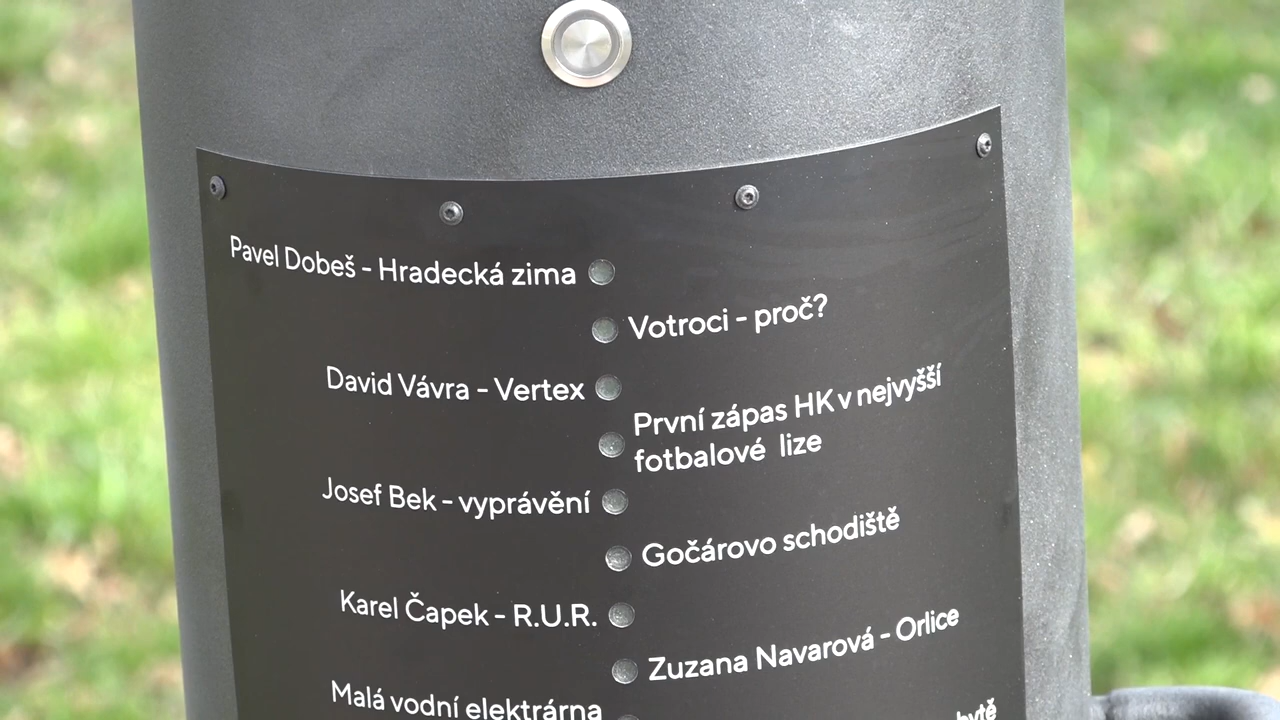 Pavel Dobeš - Hradecká zima
Votroci - proč?
David Vávra - Vertex
První zápas HK v nejvyšší
fotbalové lize
Josef Bek - vyprávění
Gočárovo schodiště
Karel Čapek - R.U.R.
Zuzana Navarová - Orlice
Malá vodní elektrárna